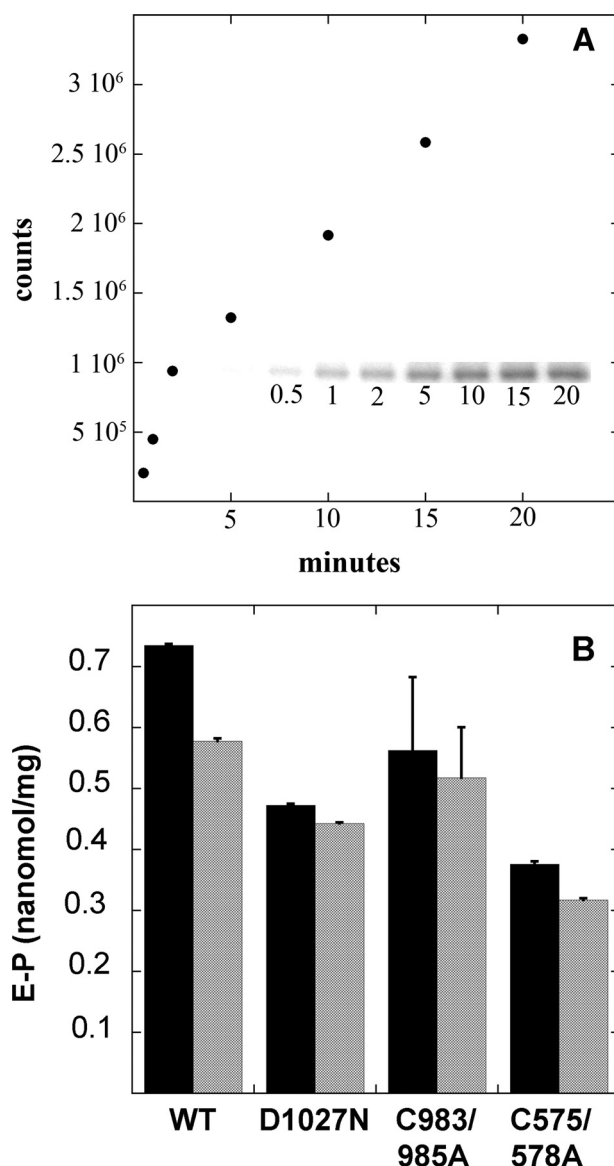 A
3 10⁶
2.5 10⁶
2 10⁶
1.5 10⁶
1 10⁶
5 10⁵
counts
0.5 1 2 5 10 15 20
5 10 15 20
minutes
B
0.7
0.6
0.5
0.4
0.3
0.2
0.1
E-P (nanomol/mg)
WT D1027N C983/ C575/
985A 578A